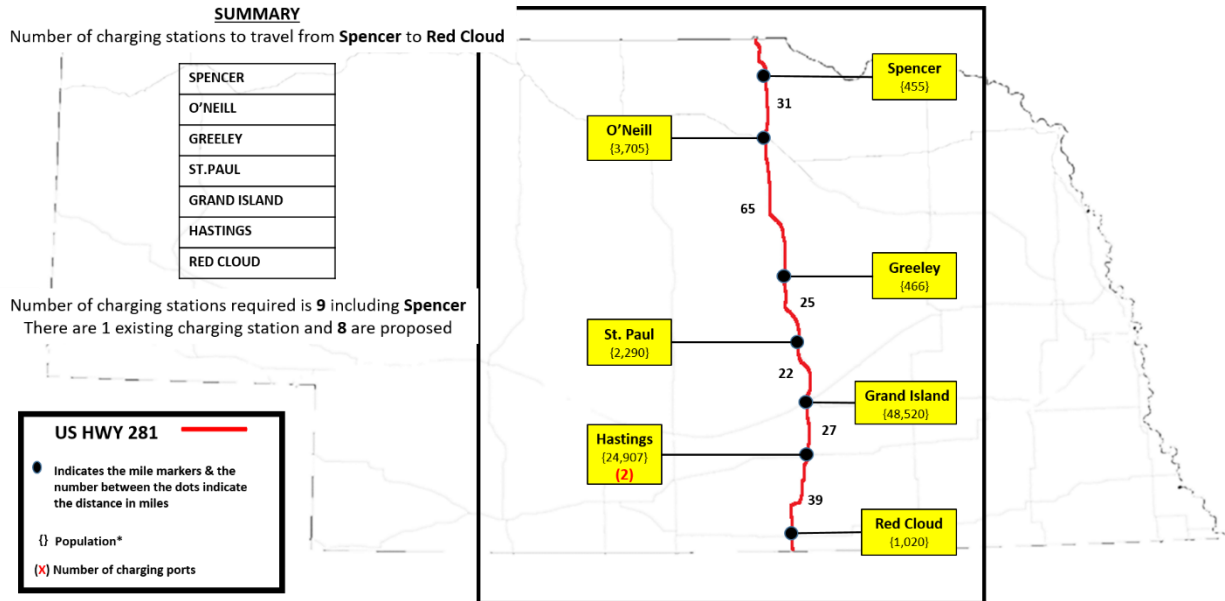 SUMMARY
Number of charging stations to travel from Spencer to Red Cloud
SPENCER
O'NEILL
GREELEY
ST.PAUL
GRAND ISLAND
HASTINGS
RED CLOUD
Number of charging stations required is 9 including Spencer
There are 1 existing charging station and 8 are proposed
US HWY 281
Indicates the mile markers & the
number between the dots indicate
the distance in miles
{} Population*
(X) Number of charging ports
Spencer
{455}
31
O'Neill
{3,705}
65
Greeley
{466}
25
St. Paul
{2,290}
22
Grand Island
{48,520}
27
Hastings
{24,907}
(2)
39
Red Cloud
{1,020}